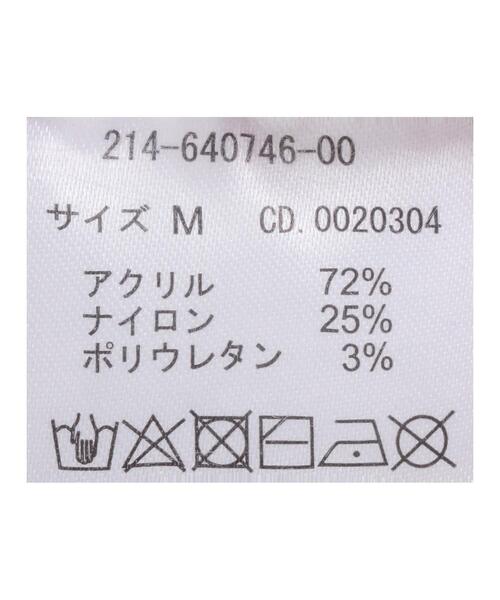 214-640746-00
サイズ M CD. 0020304
アクリル 72%
ナイロン 25%
ポリウレタン 3%